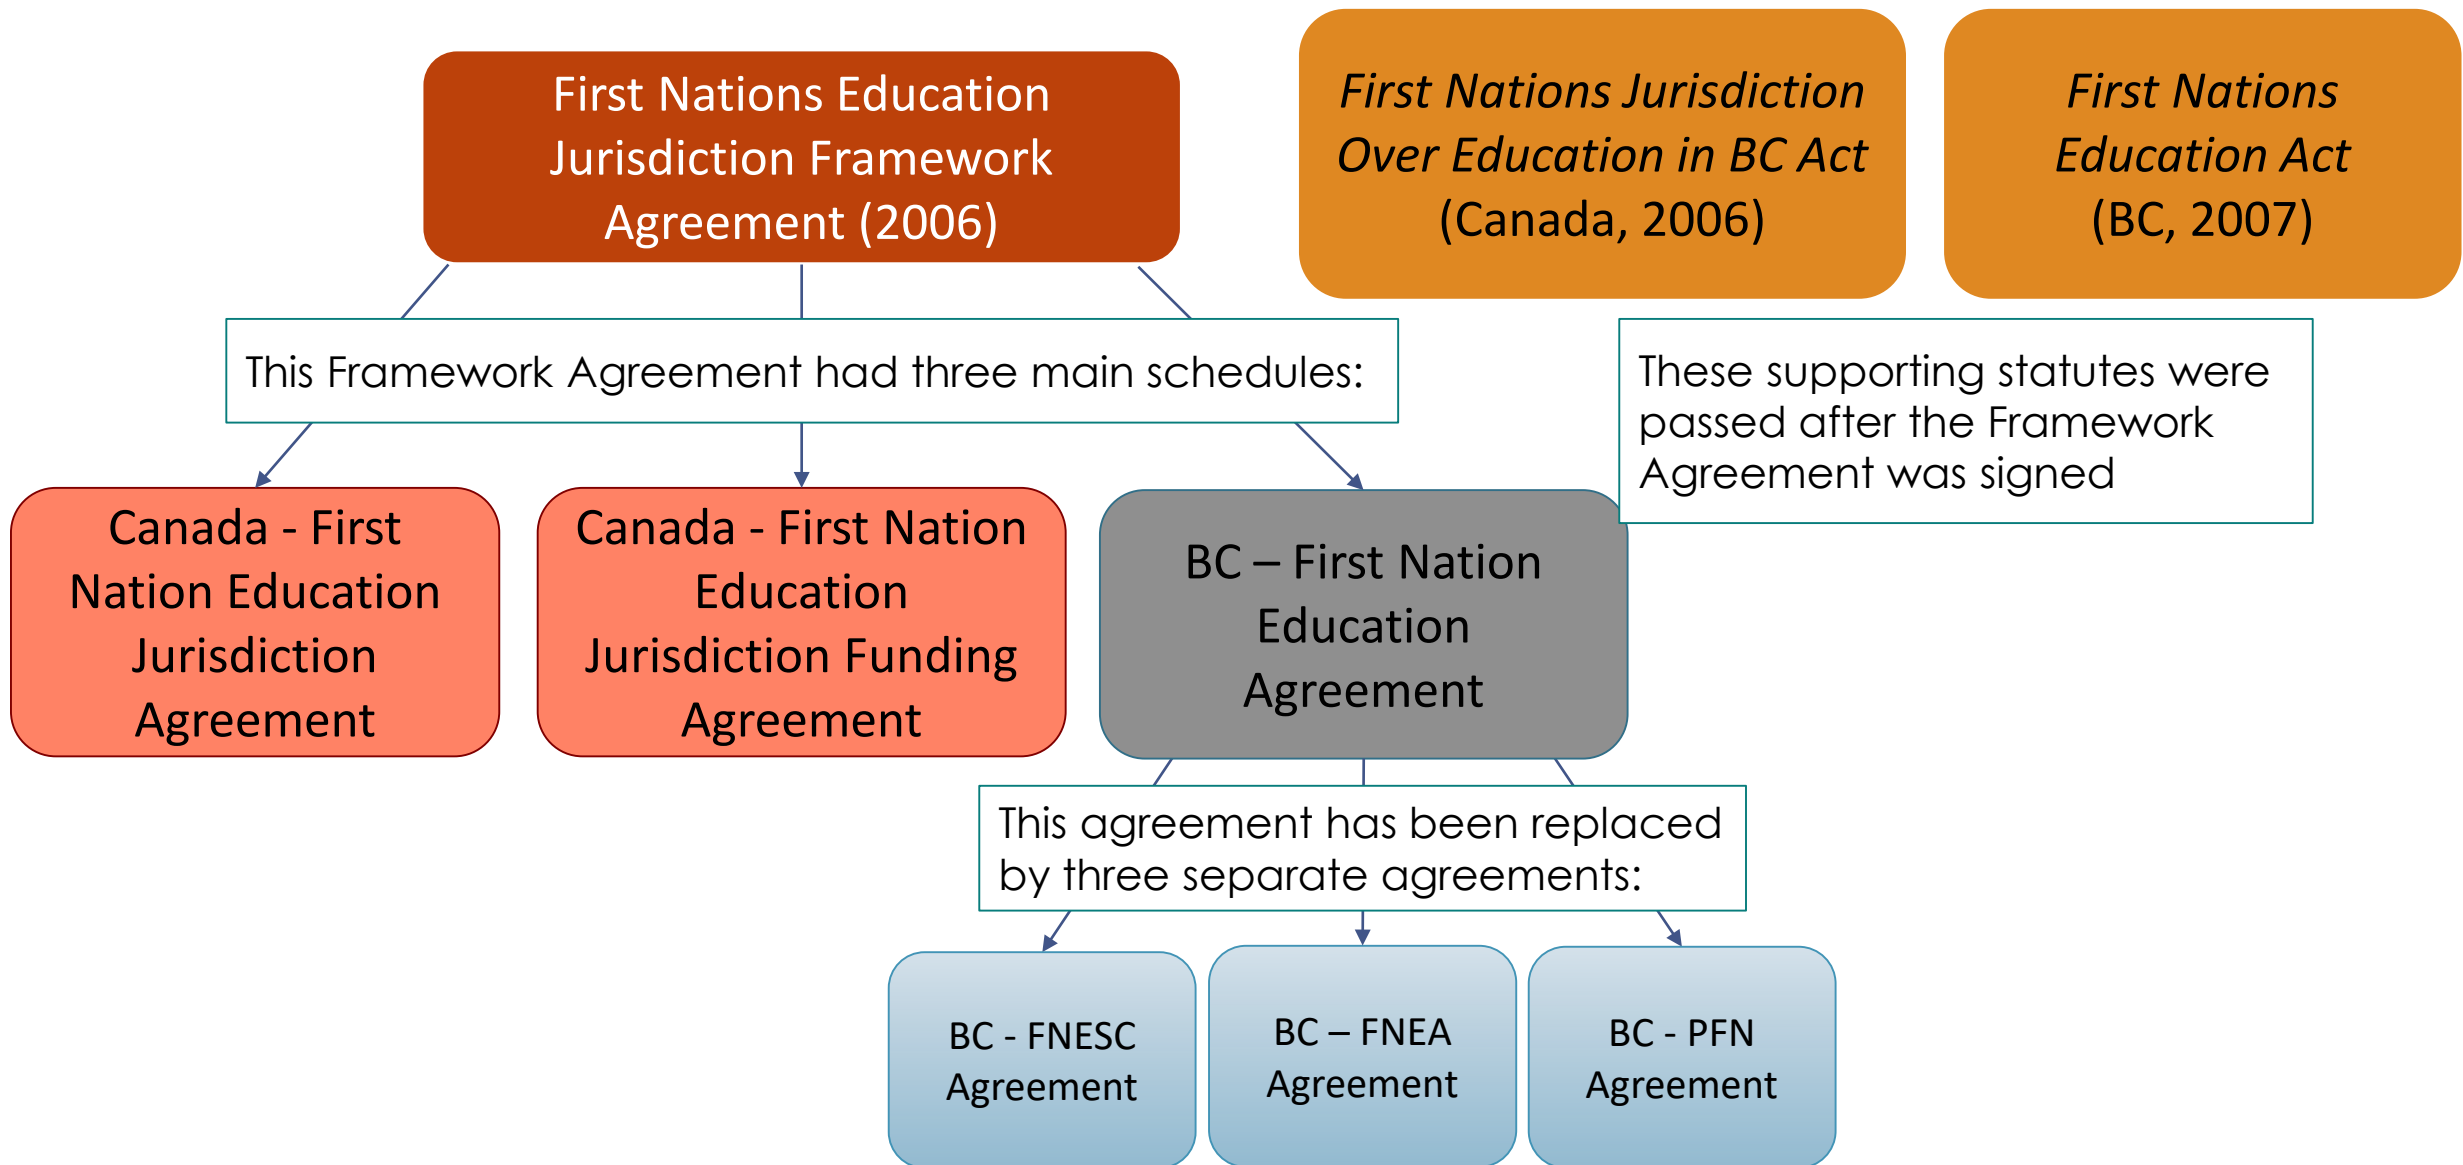 First Nations Education
Jurisdiction Framework
Agreement (2006)
First Nations Jurisdiction
Over Education in BC Act
(Canada, 2006)
First Nations
Education Act
(BC, 2007)
This Framework Agreement had three main schedules:
These supporting statutes were
passed after the Framework
Agreement was signed
Canada - First
Nation Education
Jurisdiction
Agreement
Canada - First Nation
Education
Jurisdiction Funding
Agreement
BC – First Nation
Education
Agreement
This agreement has been replaced
by three separate agreements:
BC - FNESC
Agreement
BC – FNEA
Agreement
BC - PFN
Agreement